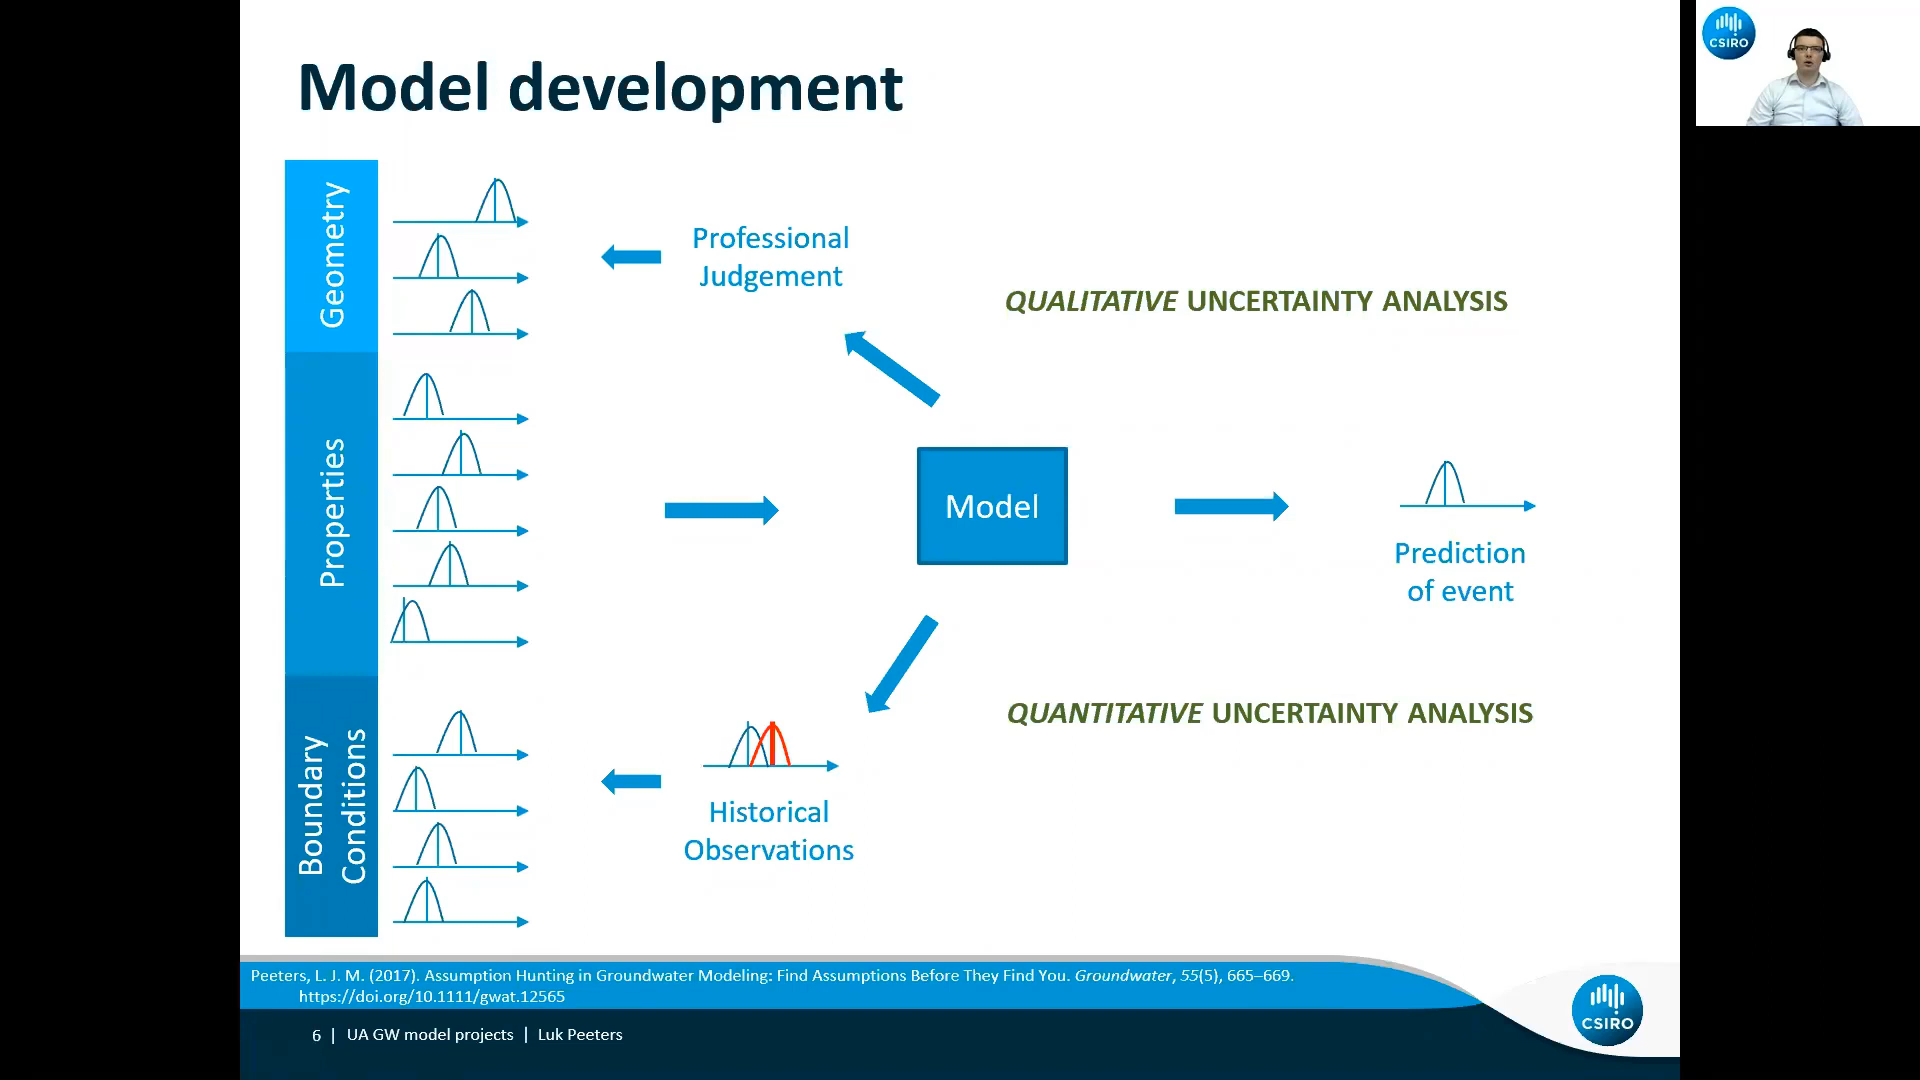 Model development
CSIRO
Geometry
Professional
Judgement
QUALITATIVE UNCERTAINTY ANALYSIS
Properties
Model
Prediction
of event
Boundary
Conditions
QUANTITATIVE UNCERTAINTY ANALYSIS
Historical
Observations
Peeters, L. J. M. (2017). Assumption Hunting in Groundwater Modeling: Find Assumptions Before They Find You. Groundwater, 55(5), 665–669.
https://doi.org/10.1111/gwat.12565
6 | UA GW model projects | Luk Peeters
CSIRO